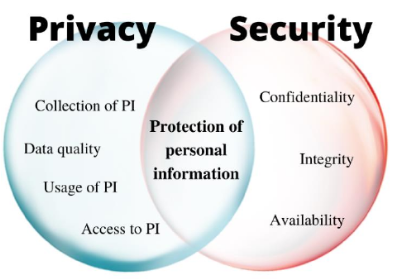 Privacy
Security
Collection of PI
Data quality
Usage of PI
Access to PI
Protection of
personal
information
Confidentiality
Integrity
Availability